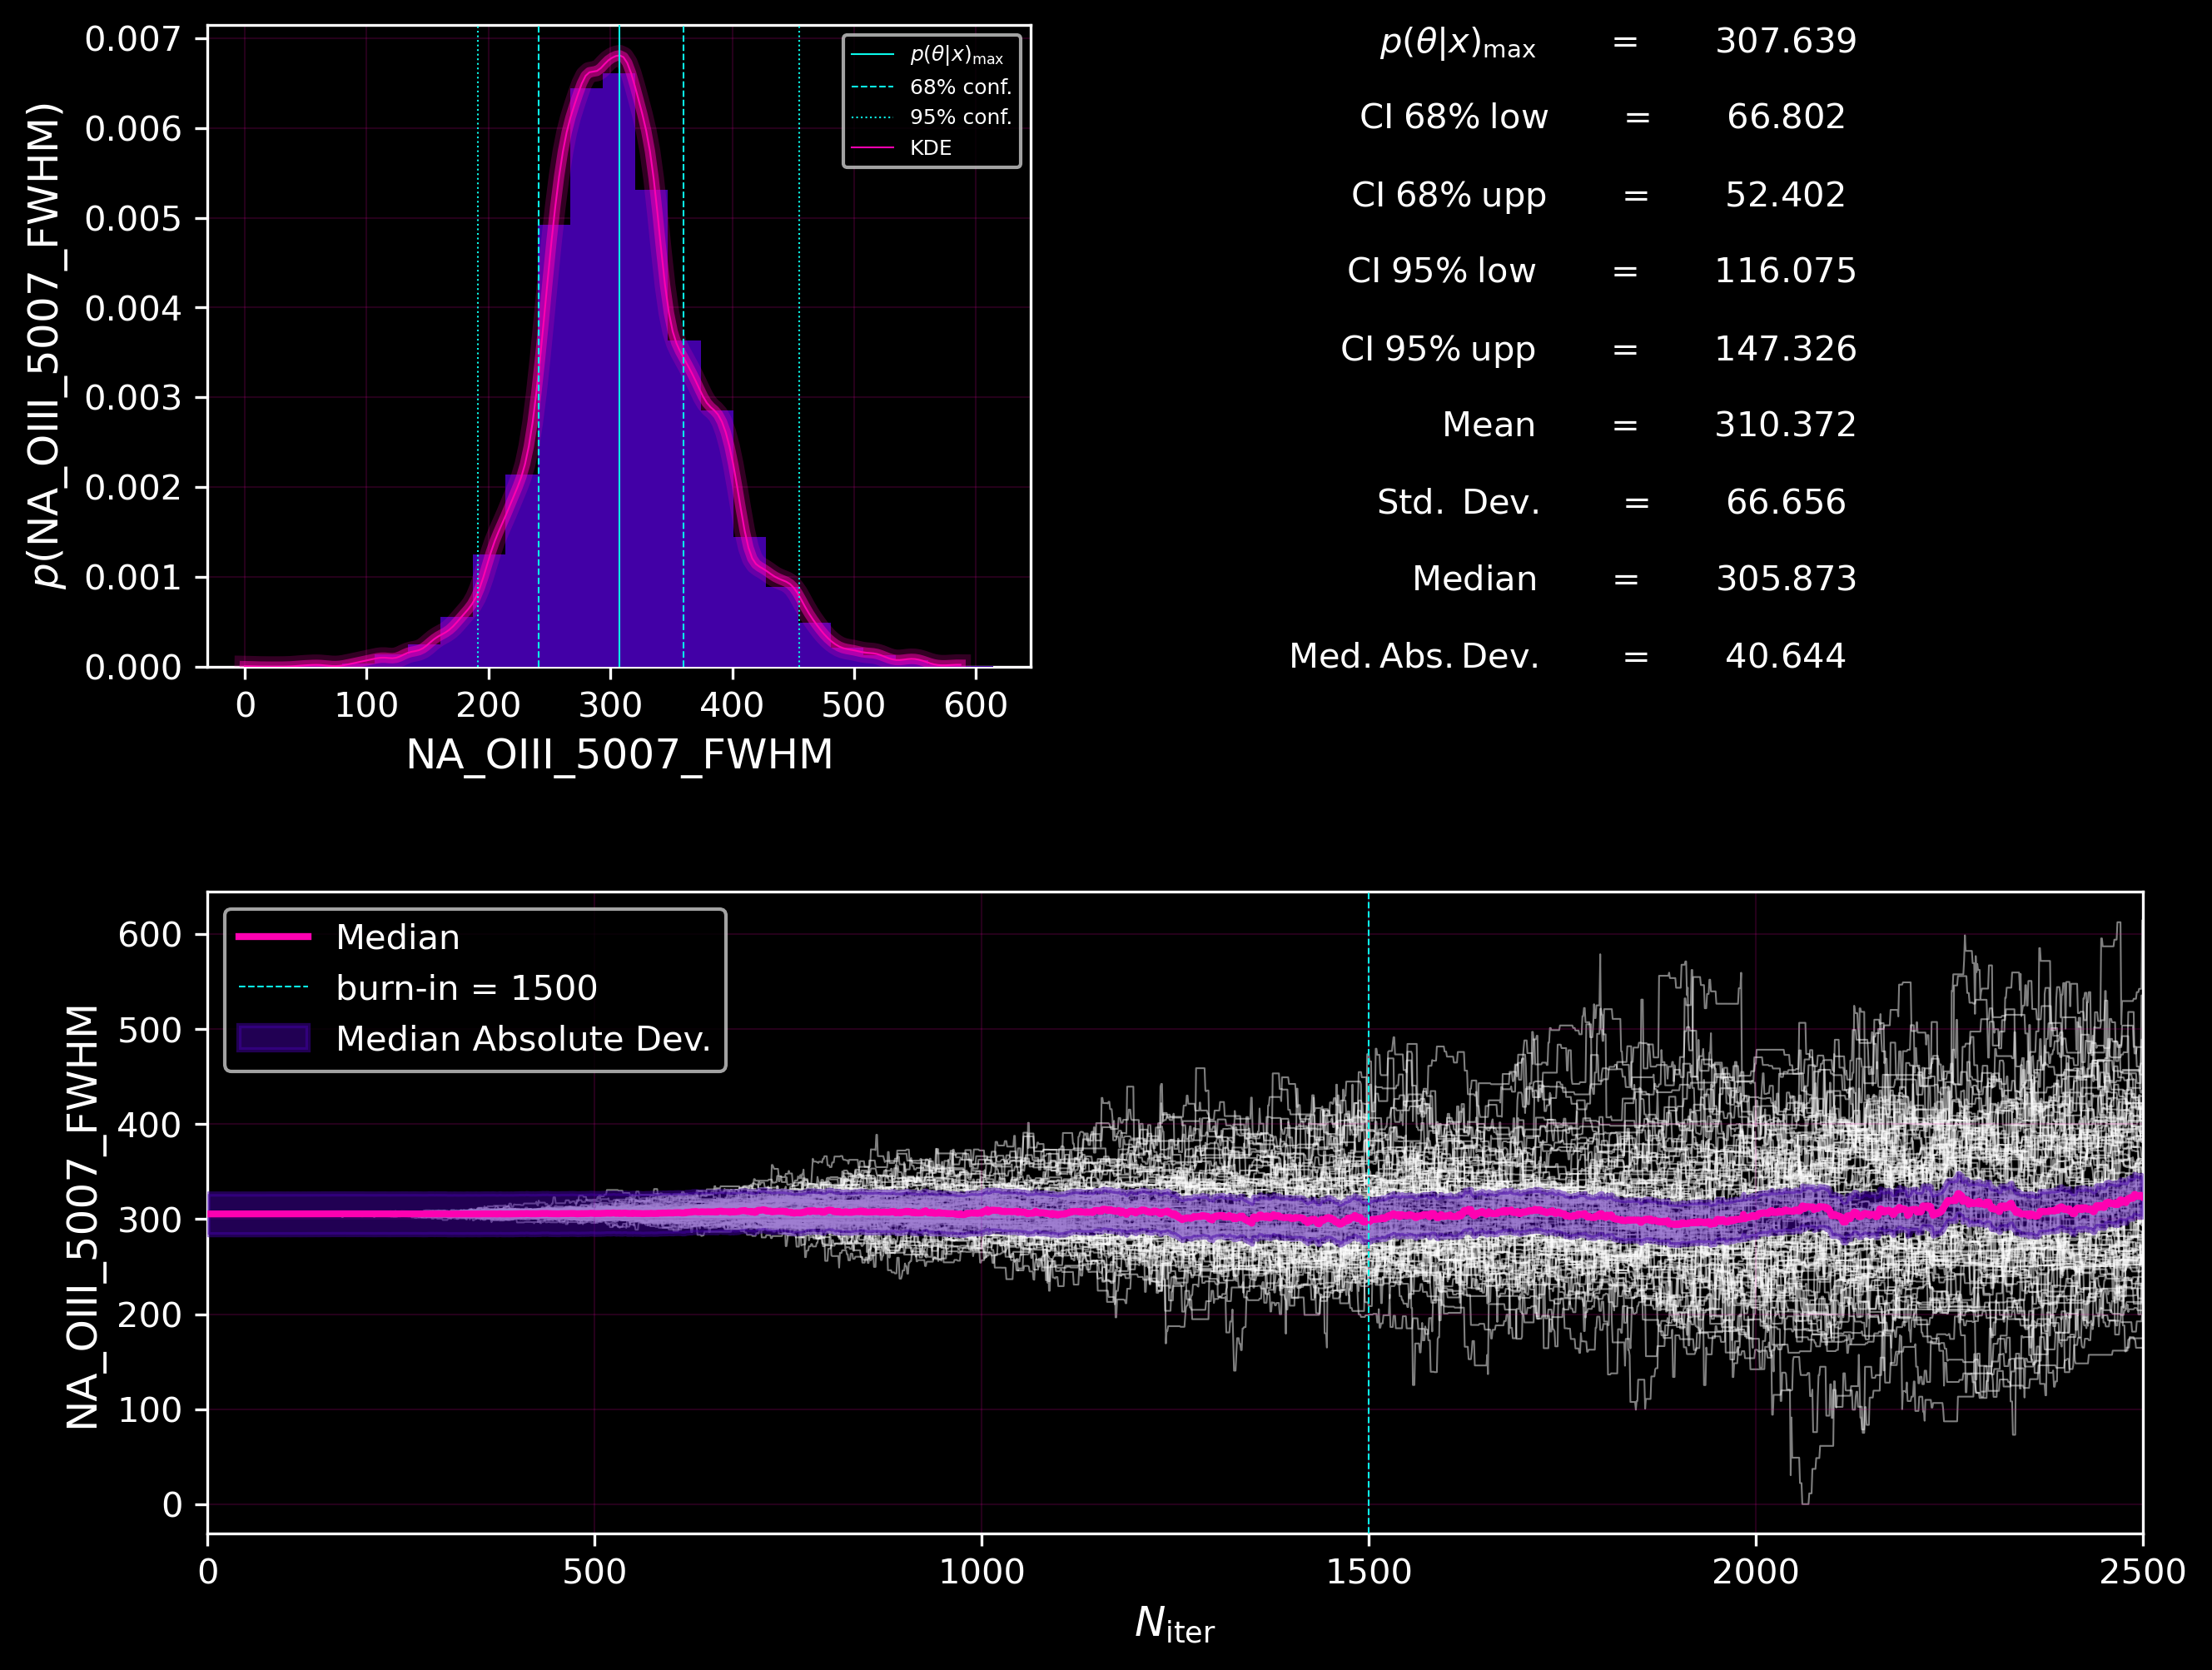 0.007
0.006
0.005
0.004
0.003
0.002
0.001
0.000
p(NA_OIII_5007_FWHM)
0 100 200 300 400 500 600
NA_OIII_5007_FWHM
p(θ|x)max
68% conf.
95% conf.
KDE
p(θ|x)max = 307.639
CI 68% low = 66.802
CI 68% upp = 52.402
CI 95% low = 116.075
CI 95% upp = 147.326
Mean = 310.372
Std. Dev. = 66.656
Median = 305.873
Med. Abs. Dev. = 40.644
600
500
400
300
200
100
0
NA_OIII_5007_FWHM
Median
burn-in = 1500
Median Absolute Dev.
0 500 1000 1500 2000 2500
Niter